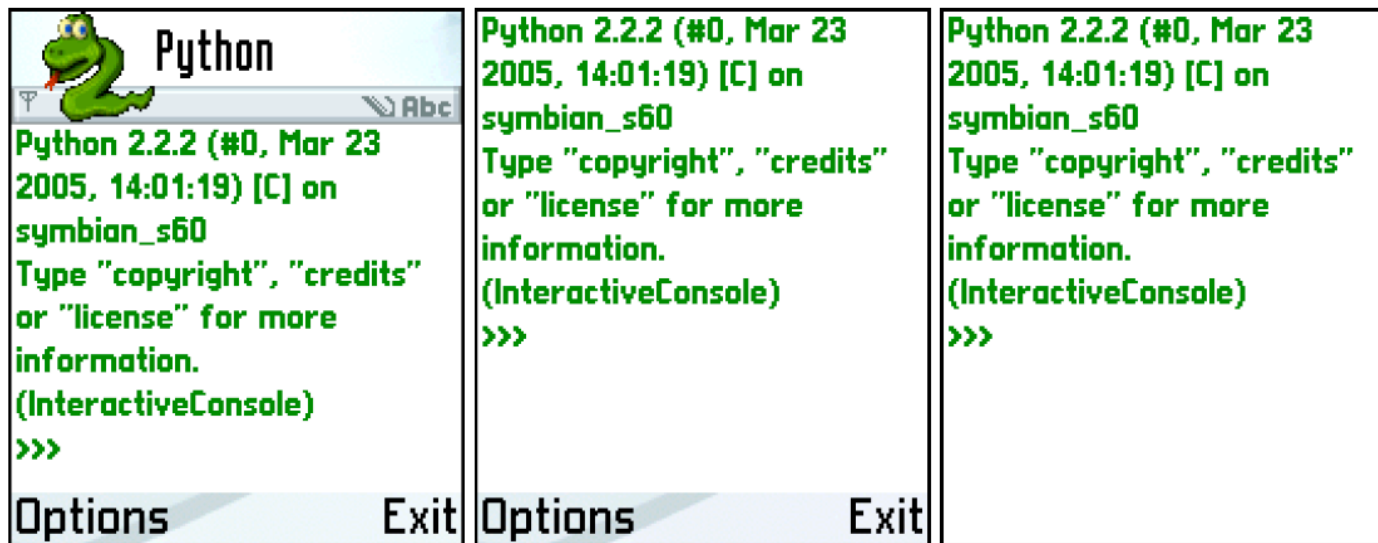 Python
Abc
Python 2.2.2 (#0, Mar 23
2005, 14:01:19) [C] on
symbian_s60
Type "copyright", "credits"
or "license" for more
information.
(InteractiveConsole)
>>>
Options Exit
Python 2.2.2 (#0, Mar 23
2005, 14:01:19) [C] on
symbian_s60
Type "copyright", "credits"
or "license" for more
information.
(InteractiveConsole)
>>>
Options Exit
Python 2.2.2 (#0, Mar 23
2005, 14:01:19) [C] on
symbian_s60
Type "copyright", "credits"
or "license" for more
information.
(InteractiveConsole)
>>>